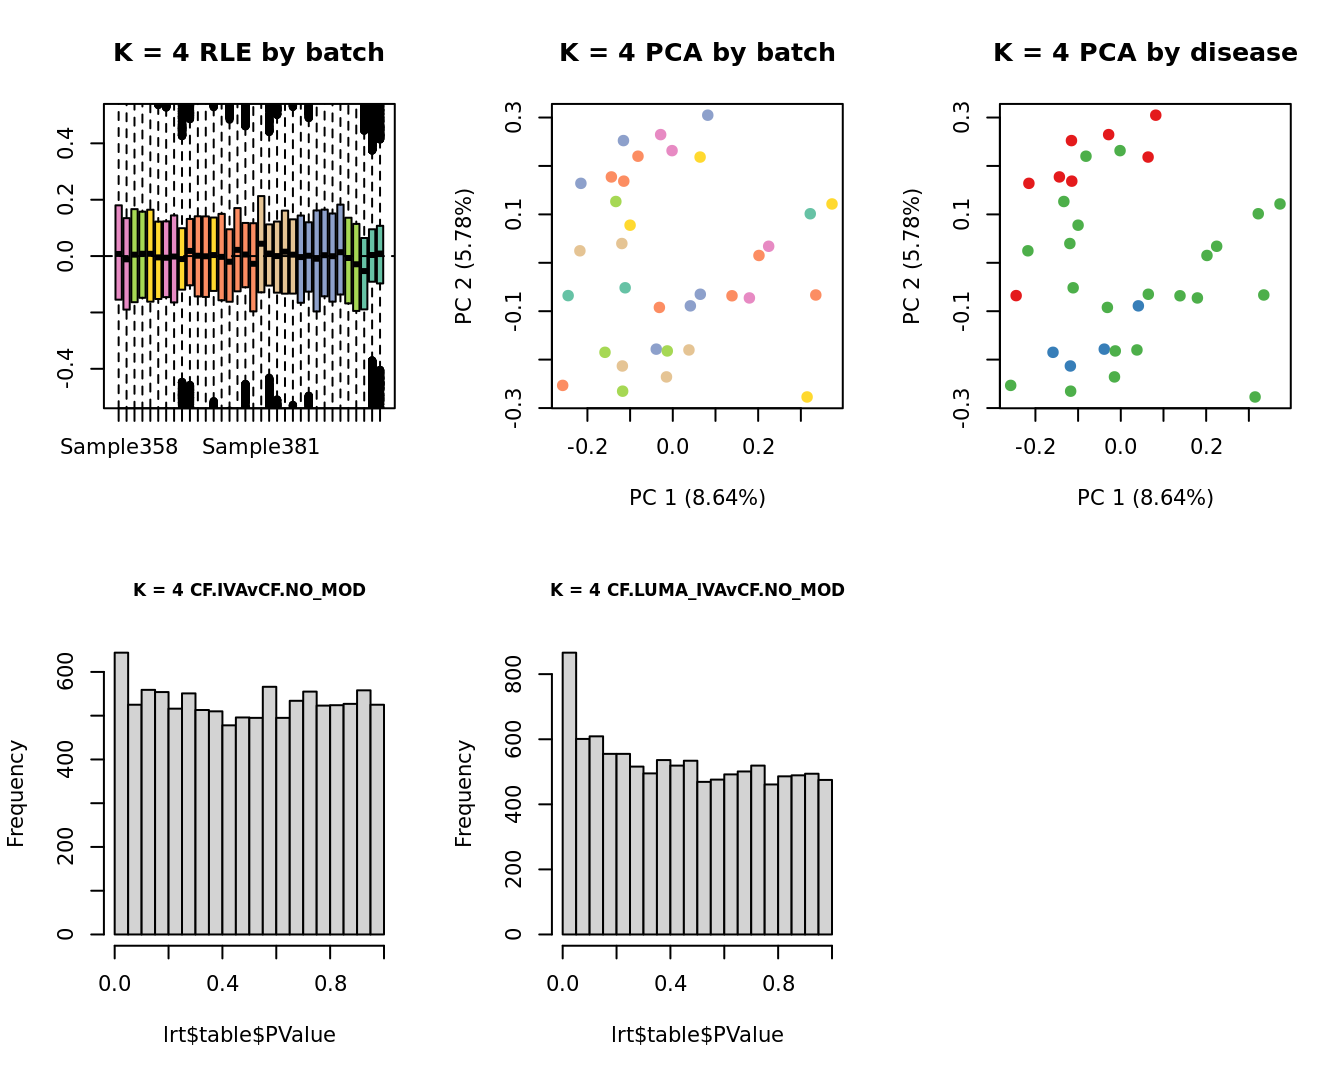 K = 4 RLE by batch
0.4
0.2
0.0
-0.4
Sample358 Sample381
K = 4 PCA by batch
PC 2 (5.78%)
0.3
0.1
-0.1
-0.3
-0.2 0.0 0.2
PC 1 (8.64%)
K = 4 PCA by disease
PC 2 (5.78%)
0.3
0.1
-0.1
-0.3
-0.2 0.0 0.2
PC 1 (8.64%)
K = 4 CF.IVAvCF.NO_MOD
Frequency
600
400
200
0
0.0 0.4 0.8
lrt$table$PValue
K = 4 CF.LUMA_IVAvCF.NO_MOD
Frequency
800
600
400
200
0
0.0 0.4 0.8
lrt$table$PValue